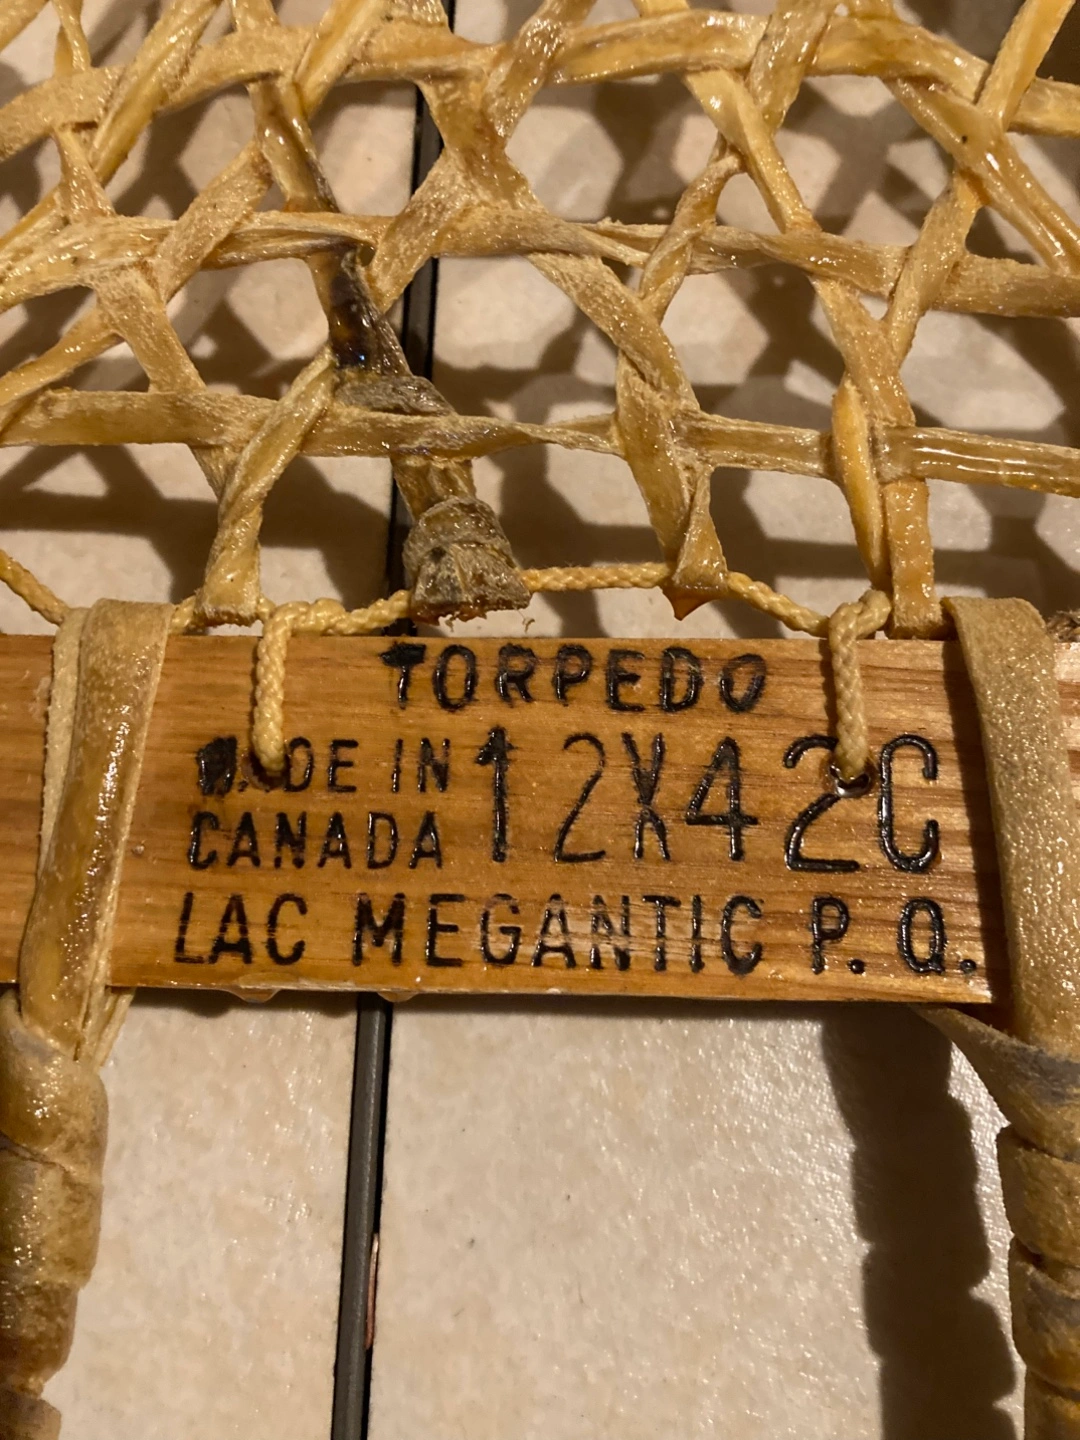 TORPEDO
MADE IN
CANADA
12X42C
LAC MEGANTIC P.Q.